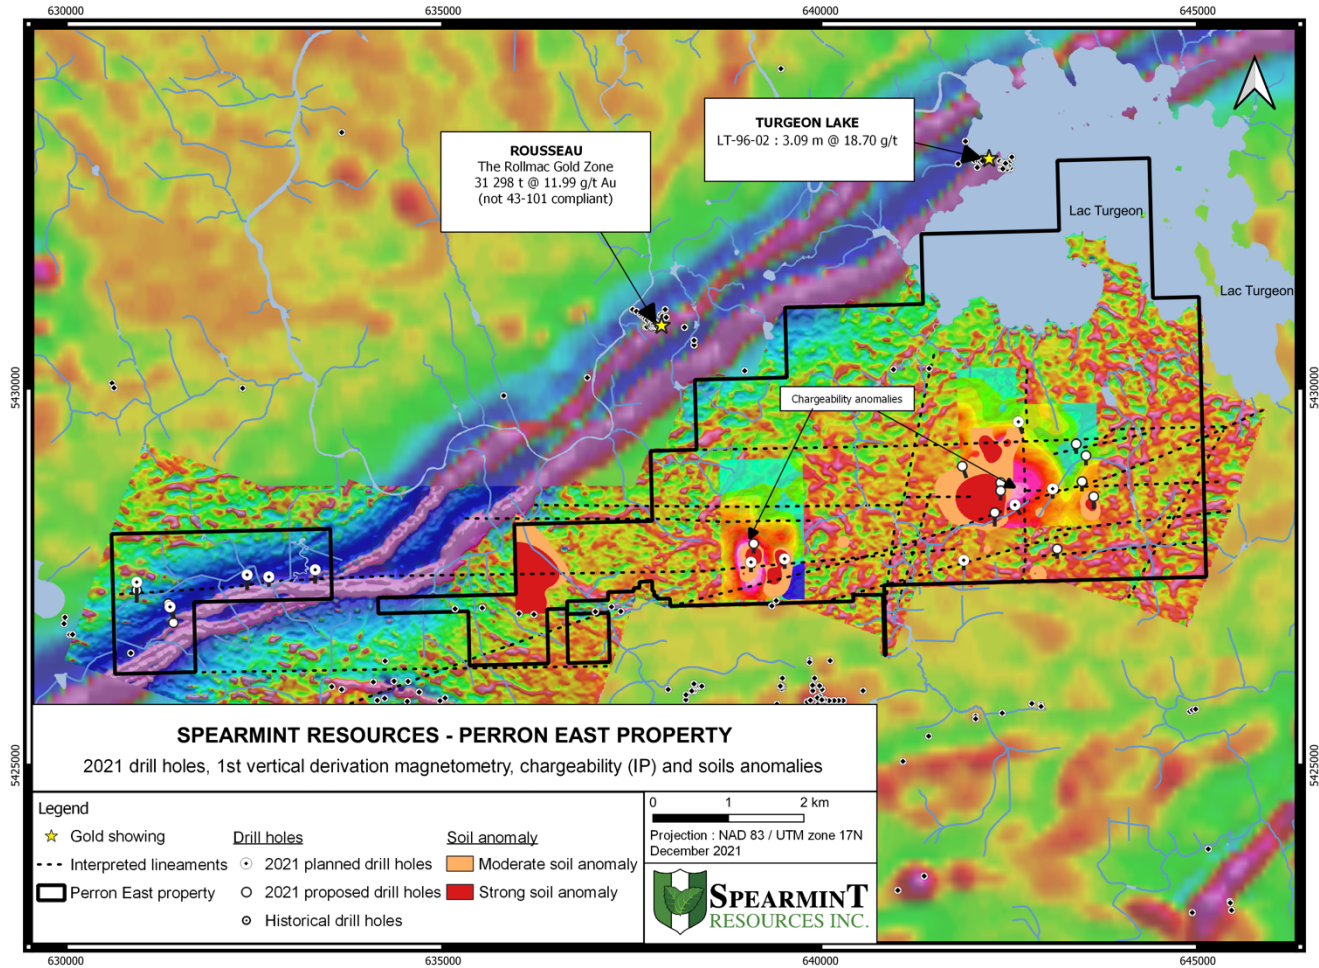 630000
635000
640000
645000
TURGEON LAKE
LT-96-02 : 3.09 m @ 18.70 g/t
ROUSSEAU
The Rollmac Gold Zone
31 298 t @ 11.99 g/t Au
(not 43-101 compliant)
Lac Turgeon
Lac Turgeon
5430000
5430000
Chargeability anomalies
5425000
5425000
SPEARMINT RESOURCES - PERRON EAST PROPERTY
2021 drill holes, 1st vertical derivation magnetometry, chargeability (IP) and soils anomalies
Legend
Gold showing
Interpreted lineaments
Perron East property
Drill holes
2021 planned drill holes
2021 proposed drill holes
Historical drill holes
Soil anomaly
Moderate soil anomaly
Strong soil anomaly
0 1 2 km
Projection : NAD 83 / UTM zone 17N
December 2021
SPEARMINT
RESOURCES INC.
630000
635000
640000
645000